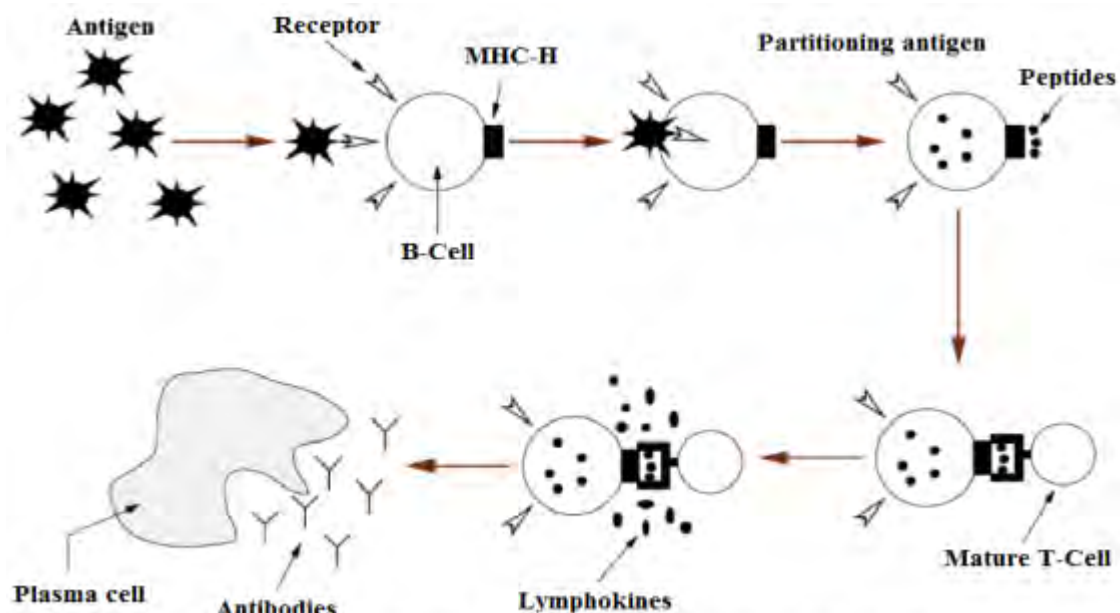 Antigen
Receptor
MHC-H
Partitioning antigen
Peptides
B-Cell
Mature T-Cell
Lymphokines
Antibodies
Plasma cell